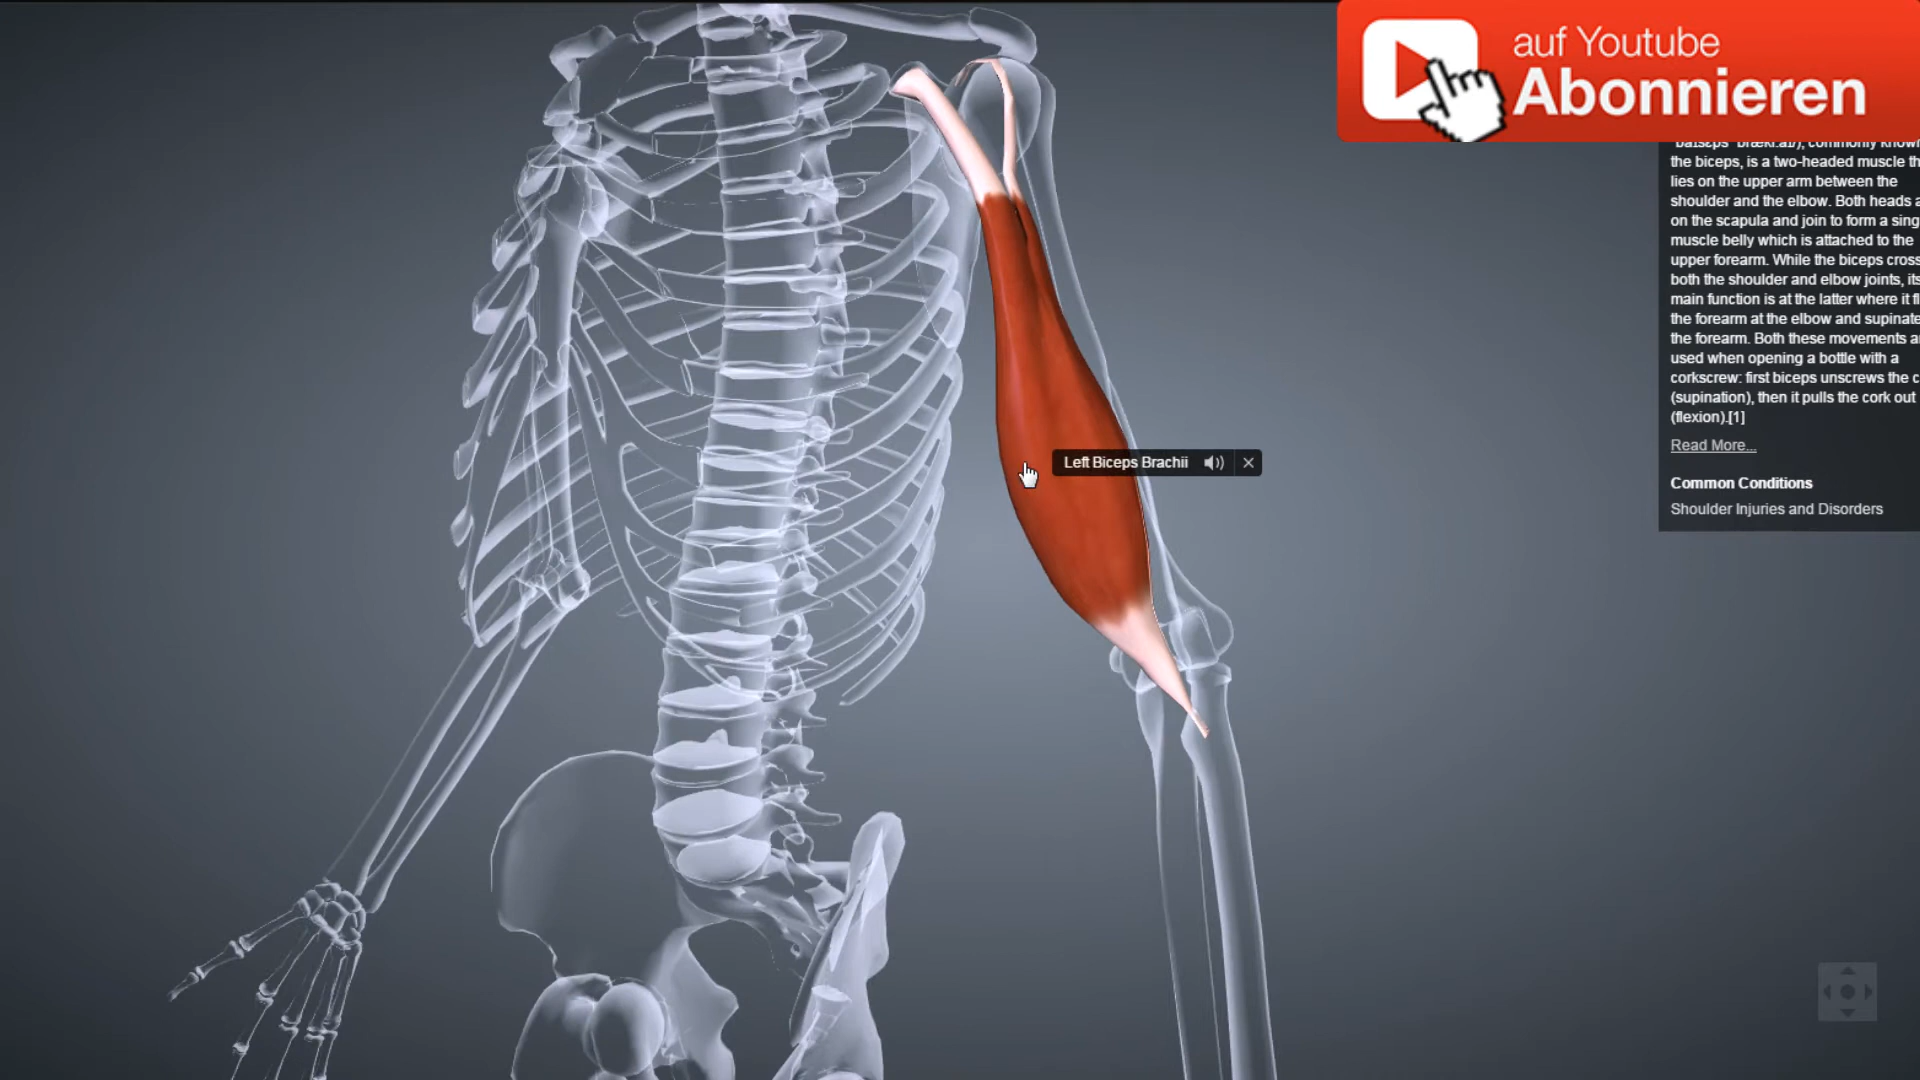 auf Youtube
Abonnieren
commonly known
the biceps, is a two-headed muscle
lies on the upper arm between the
shoulder and the elbow. Both heads
on the scapula and join to form a
muscle belly which is attached to the
upper forearm. While the biceps
both the shoulder and elbow joints,
main function is at the latter where it
the forearm at the elbow and
the forearm. Both these movements
used when opening a bottle with a
corkscrew: first biceps unscrews the
(supination), then it pulls the cork out
(flexion).[1]
Read More...
Left Biceps Brachii
Common Conditions
Shoulder Injuries and Disorders